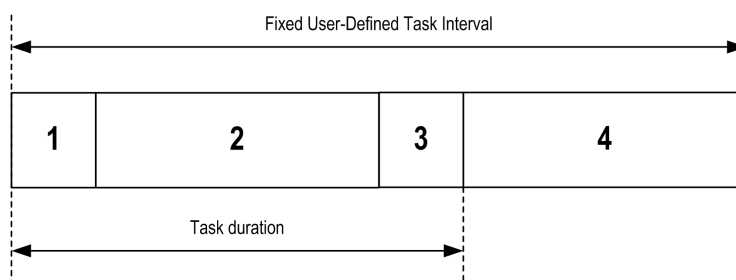 Fixed User-Defined Task Interval
1 2 3 4
Task duration